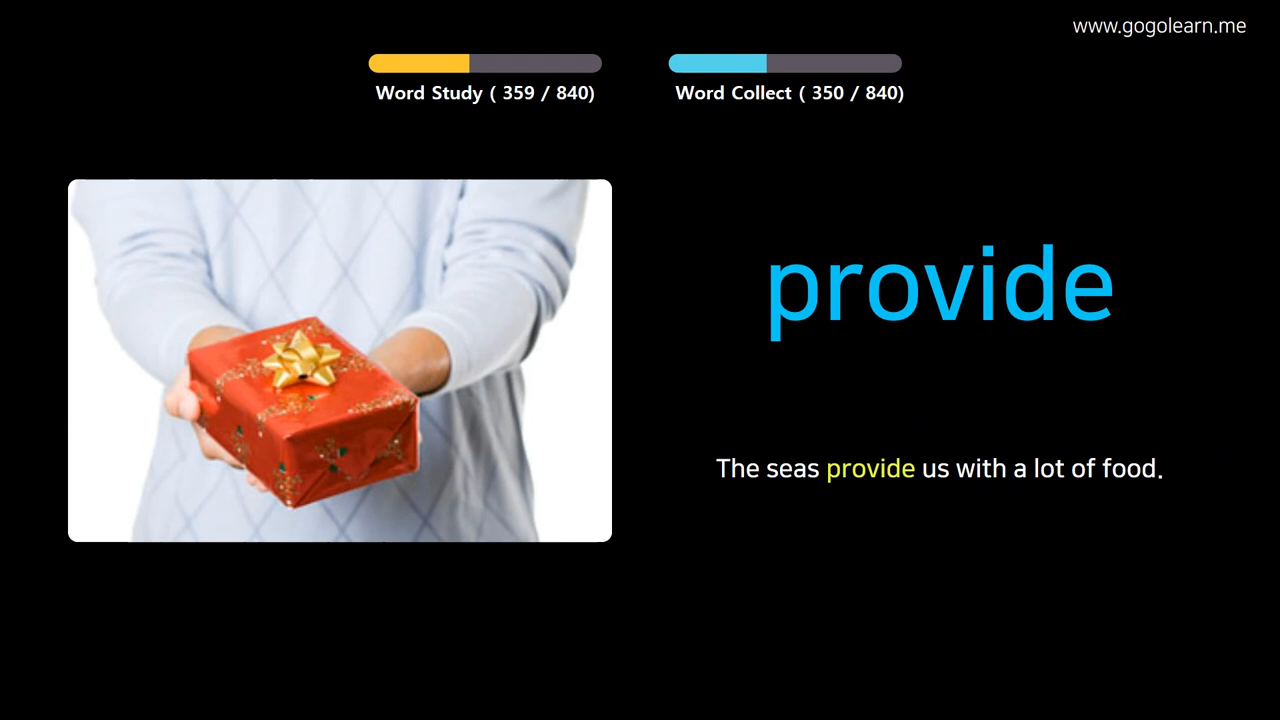 www.gogolearn.me
Word Study ( 359 / 840)
Word Collect ( 350 / 840)
provide
The seas provide us with a lot of food.